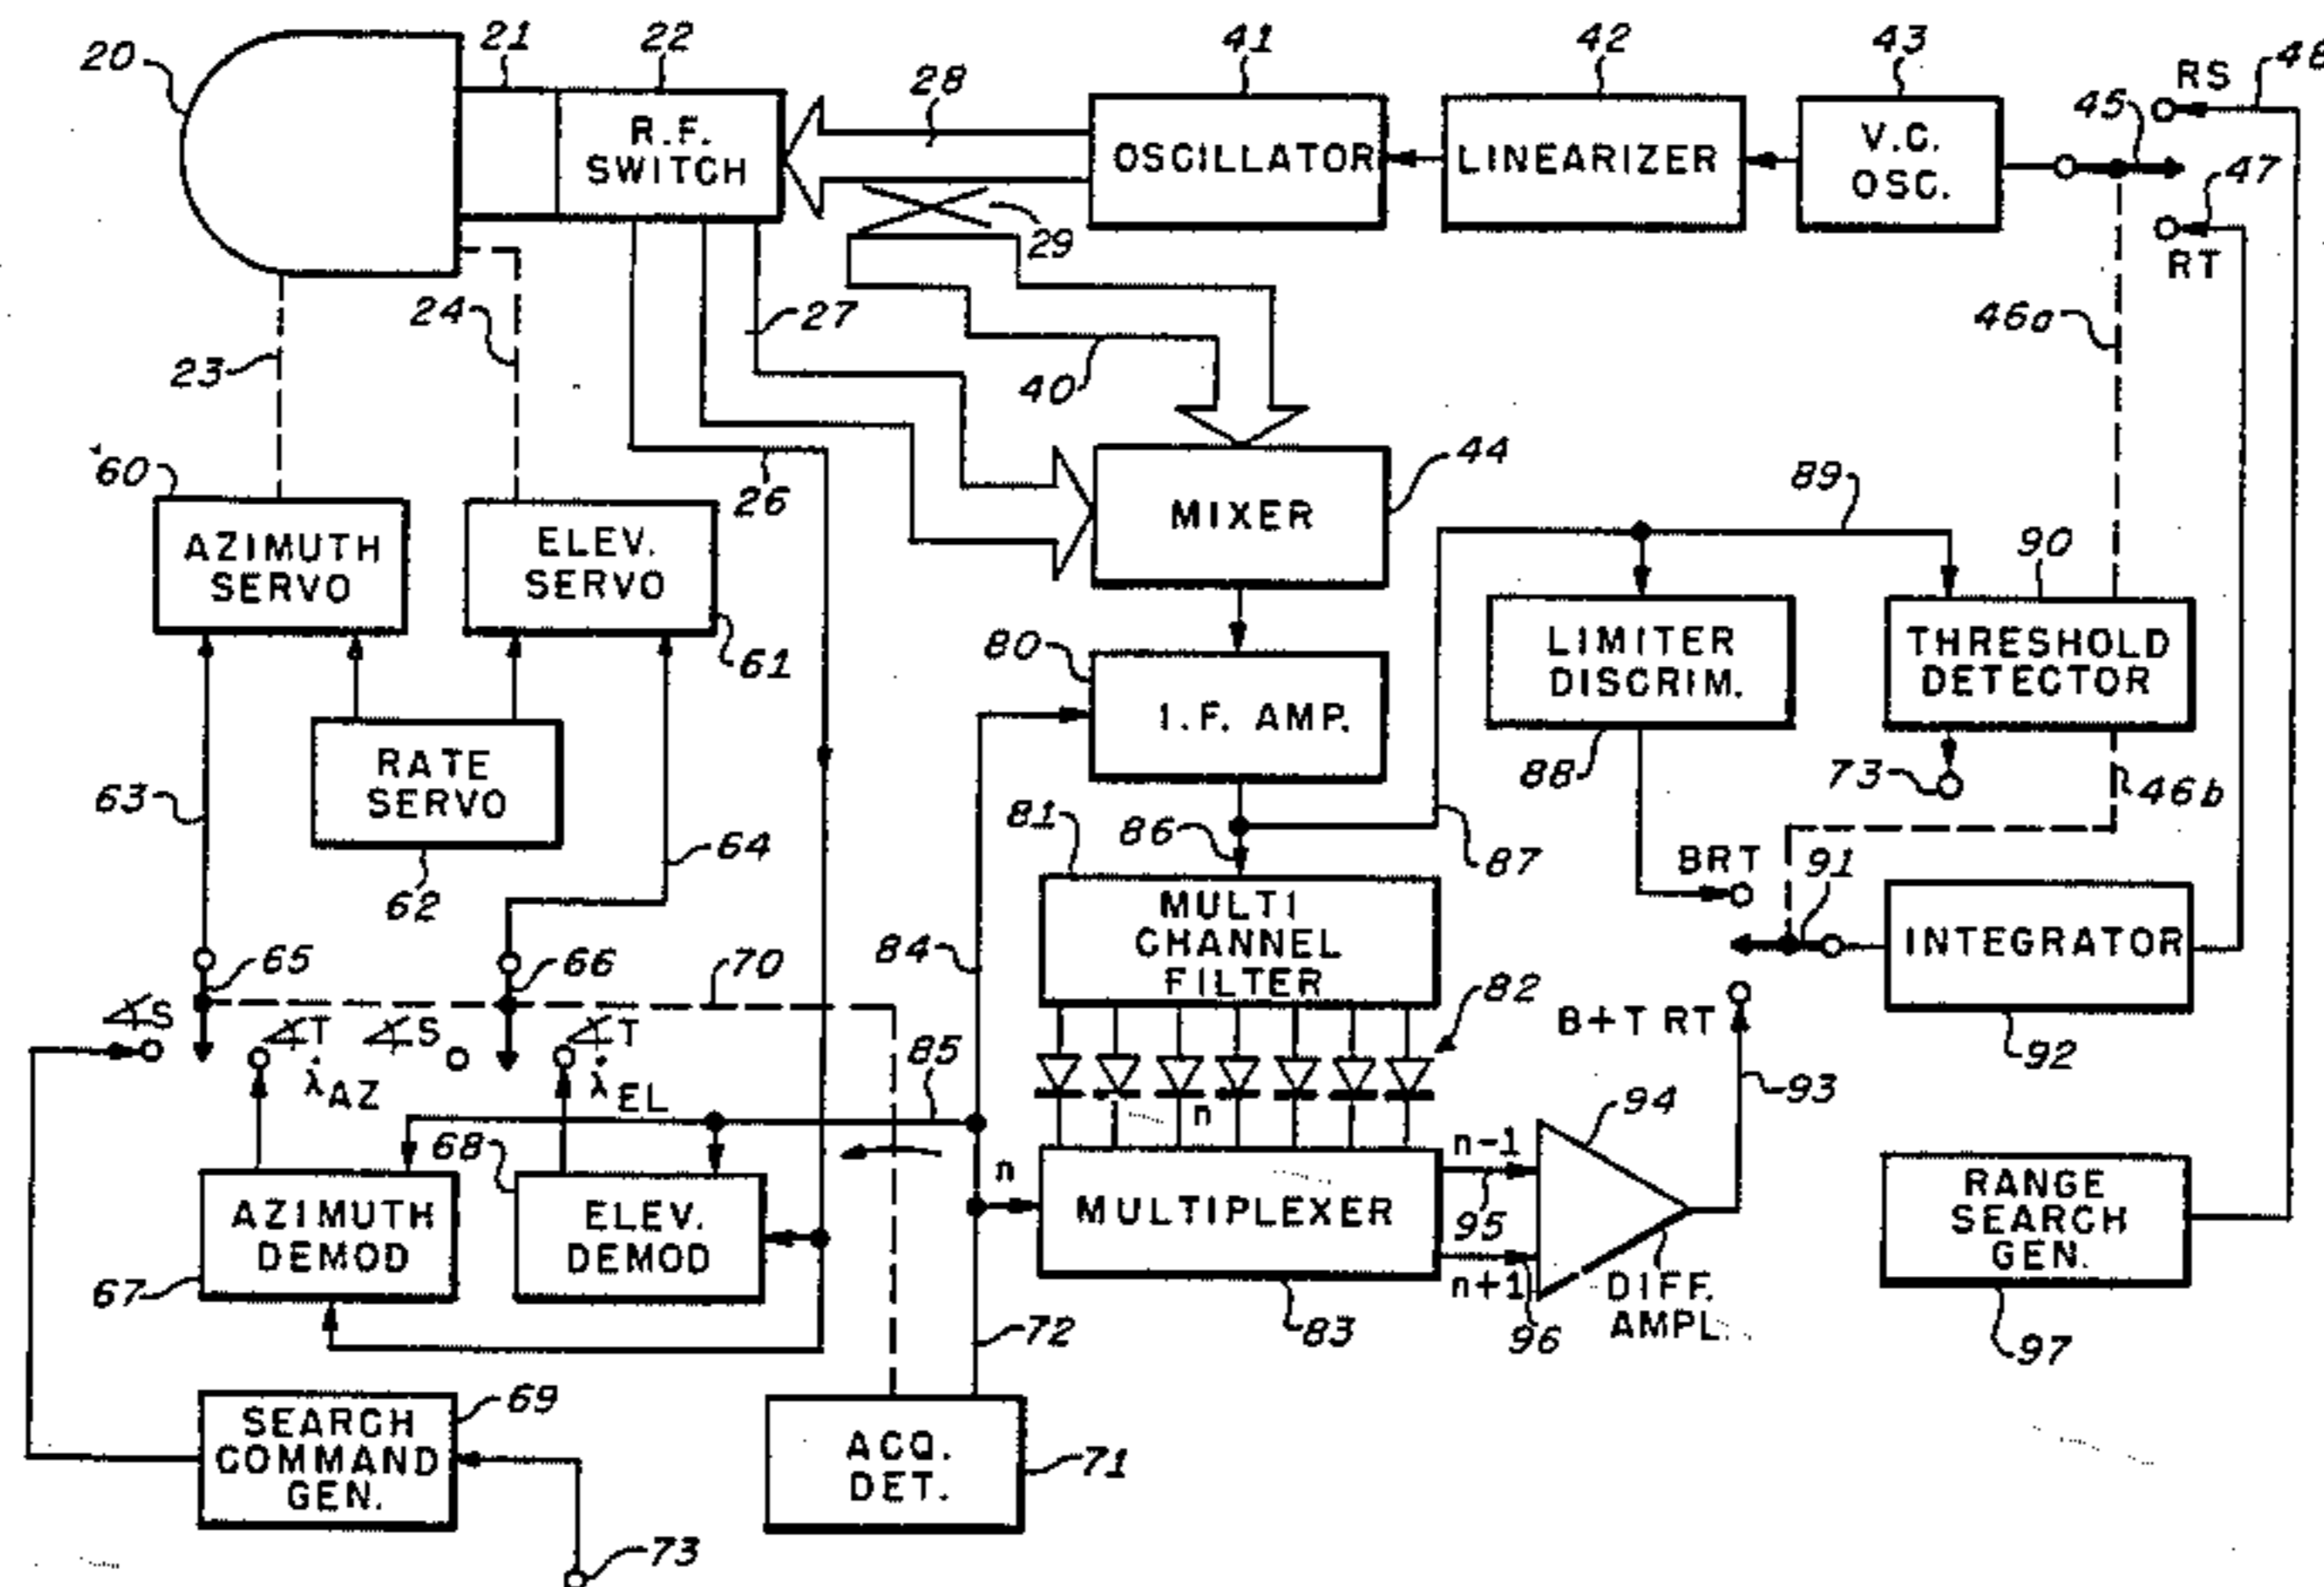 20
21
22
28
41
42
43
48
RS
45
R.F.
SWITCH
OSCILLATOR
LINEARIZER
V.C.
OSC.
47
RT
29
24
27
46a
23
40
60
26
44
89
AZIMUTH
SERVO
ELEV.
SERVO
MIXER
90
61
80
LIMITER
DISCRIM.
THRESHOLD
DETECTOR
I.F. AMP.
RATE
SERVO
63
88
73
46b
81
86
64
87
62
BRT
91
MULTI
CHANNEL
FILTER
84
INTEGRATOR
65
66
70
82
∡S
∡T
∡S
∡T
B+T RT
85
92
93
λ̇AZ
λ̇EL
n
94
68
n-1
n
AZIMUTH
DEMOD
ELEV.
DEMOD
MULTIPLEXER
95
RANGE
SEARCH
GEN.
67
n+1
DIFF.
AMPL.
72
83
96
97
69
SEARCH
COMMAND
GEN.
ACQ.
DET.
71
73